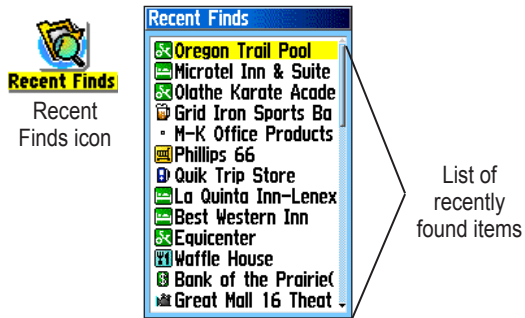 Recent Finds
Recent Finds
Recent
Finds icon
Oregon Trail Pool
Microtel Inn & Suite
Olathe Karate Acade
Grid Iron Sports Ba
M-K Office Products
Phillips 66
Quik Trip Store
La Quinta Inn-Lenex
Best Western Inn
Equicenter
Waffle House
Bank of the Prairie(
Great Mall 16 Theat
List of
recently
found items